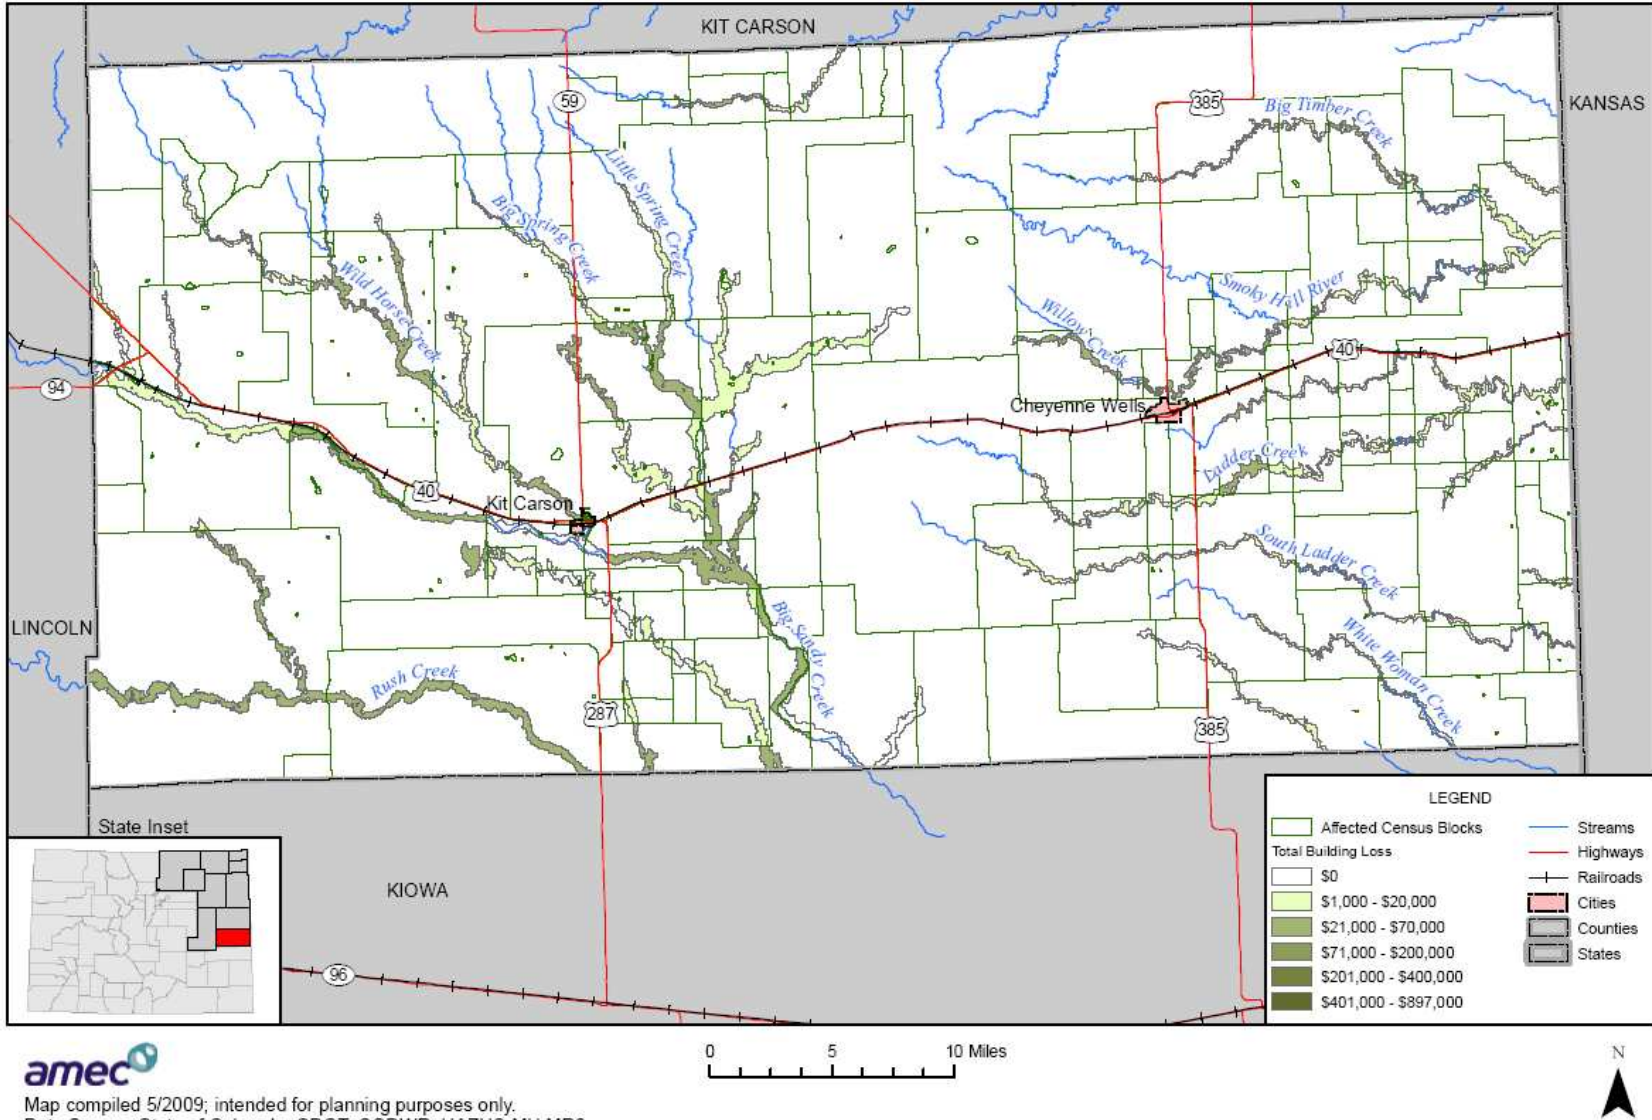 KIT CARSON
KANSAS
59
385
Big Timber Creek
Little Spring Creek
Big Spring Creek
Wild Horse Creek
Smoky Hill River
Willow Creek
40
94
Cheyenne Wells
Ladder Creek
40
Kit Carson
South Ladder Creek
Big Sandy Creek
LINCOLN
White Woman Creek
Rush Creek
287
385
State Inset
KIOWA
96
LEGEND
Affected Census Blocks
Total Building Loss
$0
$1,000 - $20,000
$21,000 - $70,000
$71,000 - $200,000
$201,000 - $400,000
$401,000 - $897,000
Streams
Highways
Railroads
Cities
Counties
States
amec
0 5 10 Miles
N
Map compiled 5/2009; intended for planning purposes only.